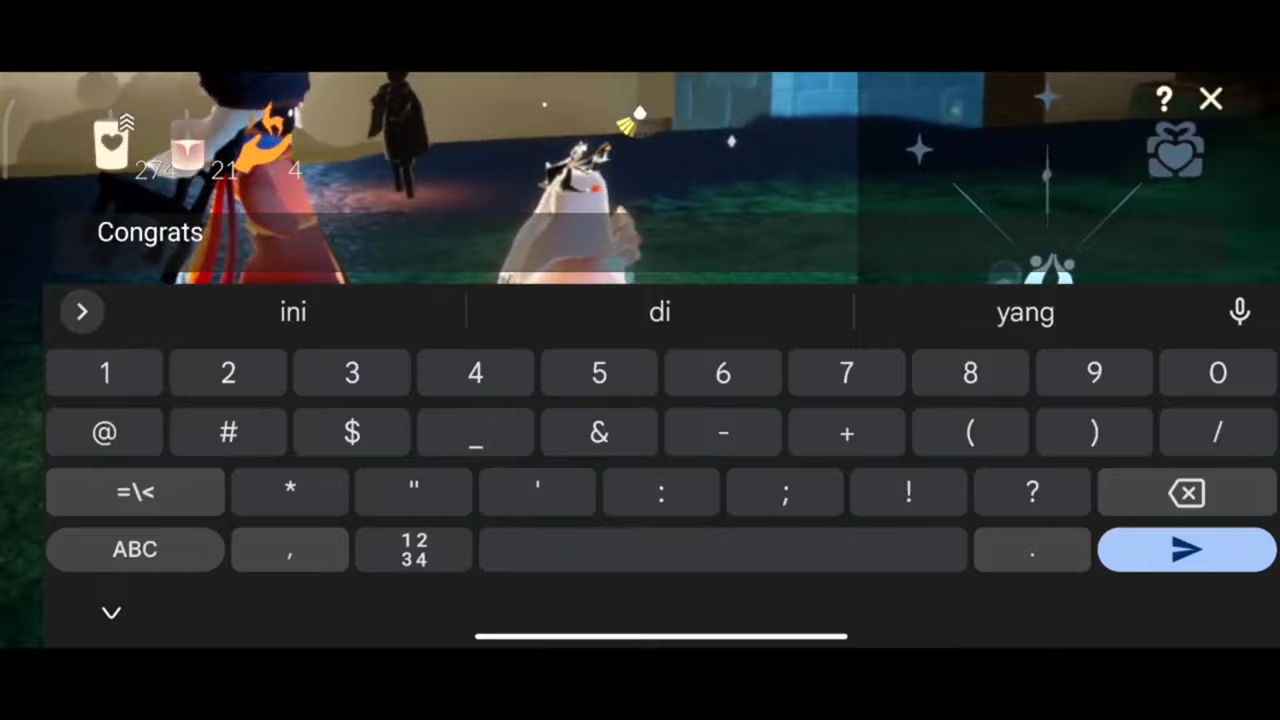 ? X
274 21 4
Congrats
ini di yang
1 2 3 4 5 6 7 8 9 0
@ # $ _ & - + ( ) /
=\< * " ' : ; ! ?
ABC , 12 34 .